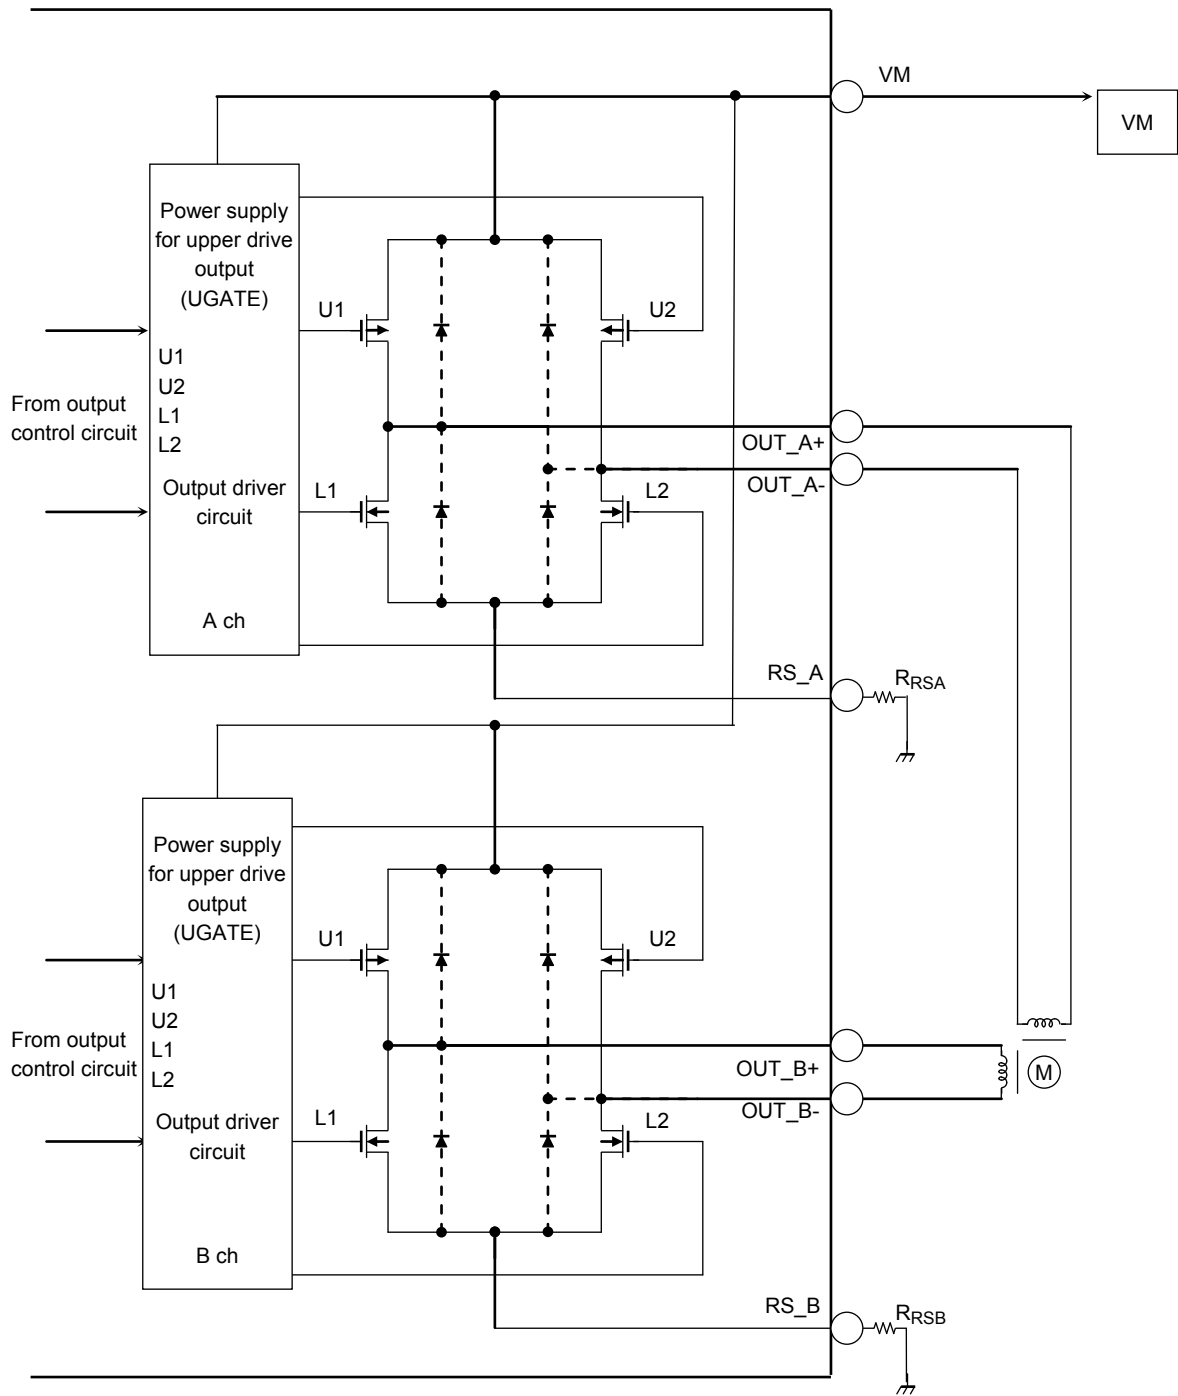 VM
VM
Power supply
for upper drive
output
(UGATE)
U1
U2
U1
U2
L1
L2
From output
control circuit
OUT_A+
OUT_A-
Output driver
circuit
L1
L2
A ch
RS_A
RRSA
Power supply
for upper drive
output
(UGATE)
U1
U2
U1
U2
L1
L2
From output
control circuit
OUT_B+
M
OUT_B-
Output driver
circuit
L1
L2
B ch
RS_B
RRSB